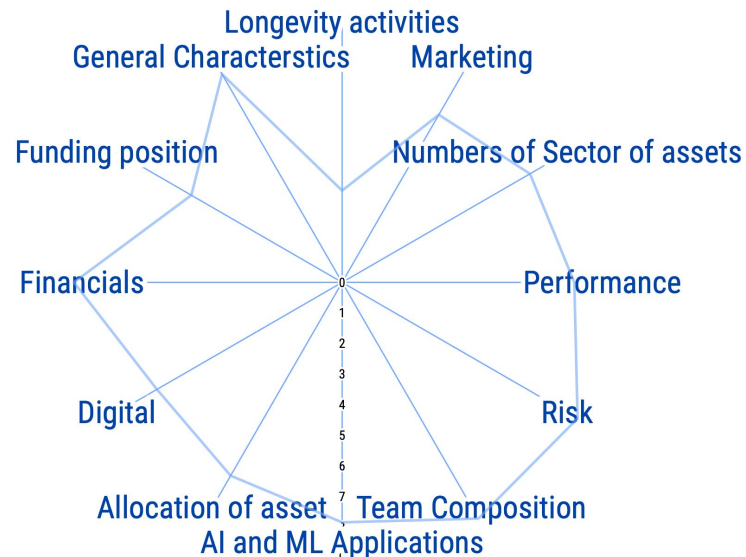 Longevity activities
General Characterstics
Marketing
Funding position
Numbers of Sector of assets
Financials
0
Performance
1
2
3
4
Digital
Risk
5
6
7
Allocation of asset
Team Composition
AI and ML Applications